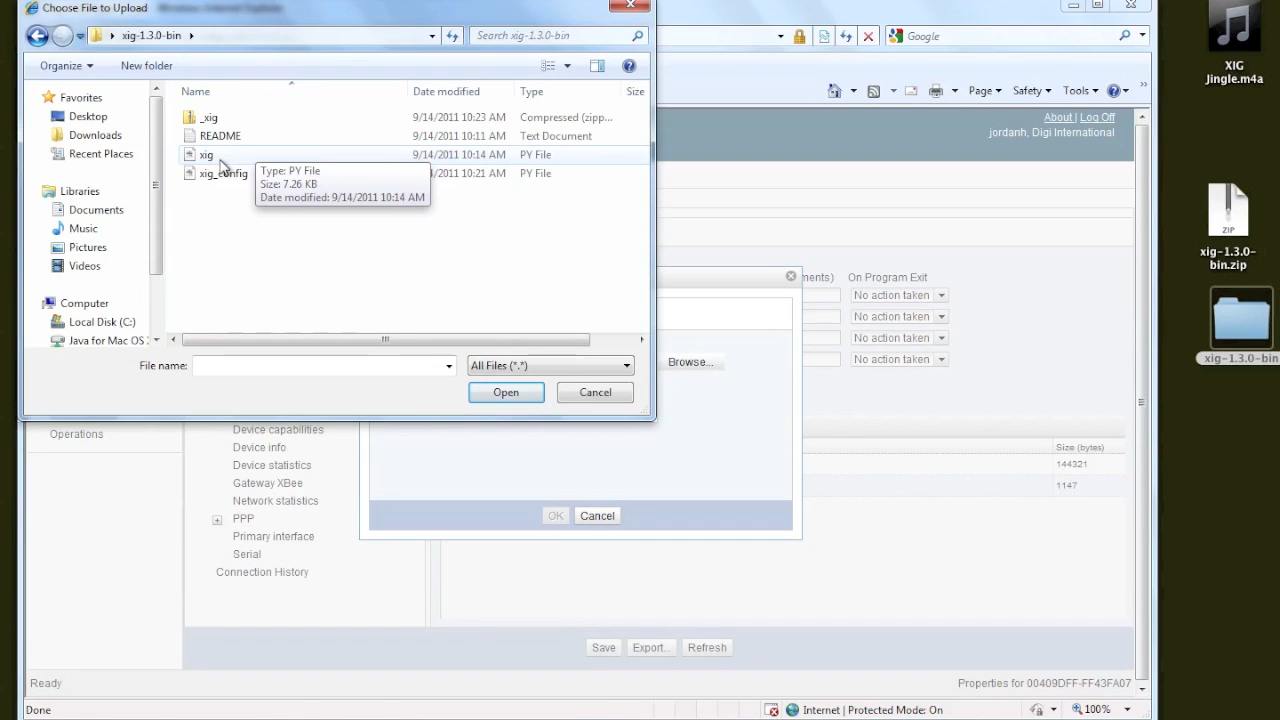 Choose File to Upload
Windows Internet Explorer
xig-1.3.0-bin
Search xig-1.3.0-bin
Google
Organize
New folder
Page
Safety
Tools
XIG
Jingle.m4a
Name
Date modified
Type
Size
Favorites
Desktop
Downloads
Recent Places
Libraries
Documents
Music
Pictures
Videos
Computer
Local Disk (C:)
Java for Mac OS
_xig
9/14/2011 10:23 AM
Compressed (zipp...
README
9/14/2011 10:11 AM
Text Document
xig
9/14/2011 10:14 AM
PY File
xig_config
9/14/2011 10:21 AM
PY File
Type: PY File
Size: 7.26 KB
Date modified: 9/14/2011 10:14 AM
About | Log Off
jordanh, Digi International
ZIP
xig-1.3.0-
bin.zip
xig-1.3.0-bin
ments)
On Program Exit
No action taken
No action taken
No action taken
No action taken
File name:
All Files (*.*)
Open
Cancel
Browse...
Operations
Device capabilities
Device info
Device statistics
Gateway XBee
Network statistics
PPP
Primary interface
Serial
Connection History
Size (bytes)
144321
1147
OK
Cancel
Save
Export...
Refresh
Ready
Properties for 00409DFF-FF43FA07
Done
Internet | Protected Mode: On
100%